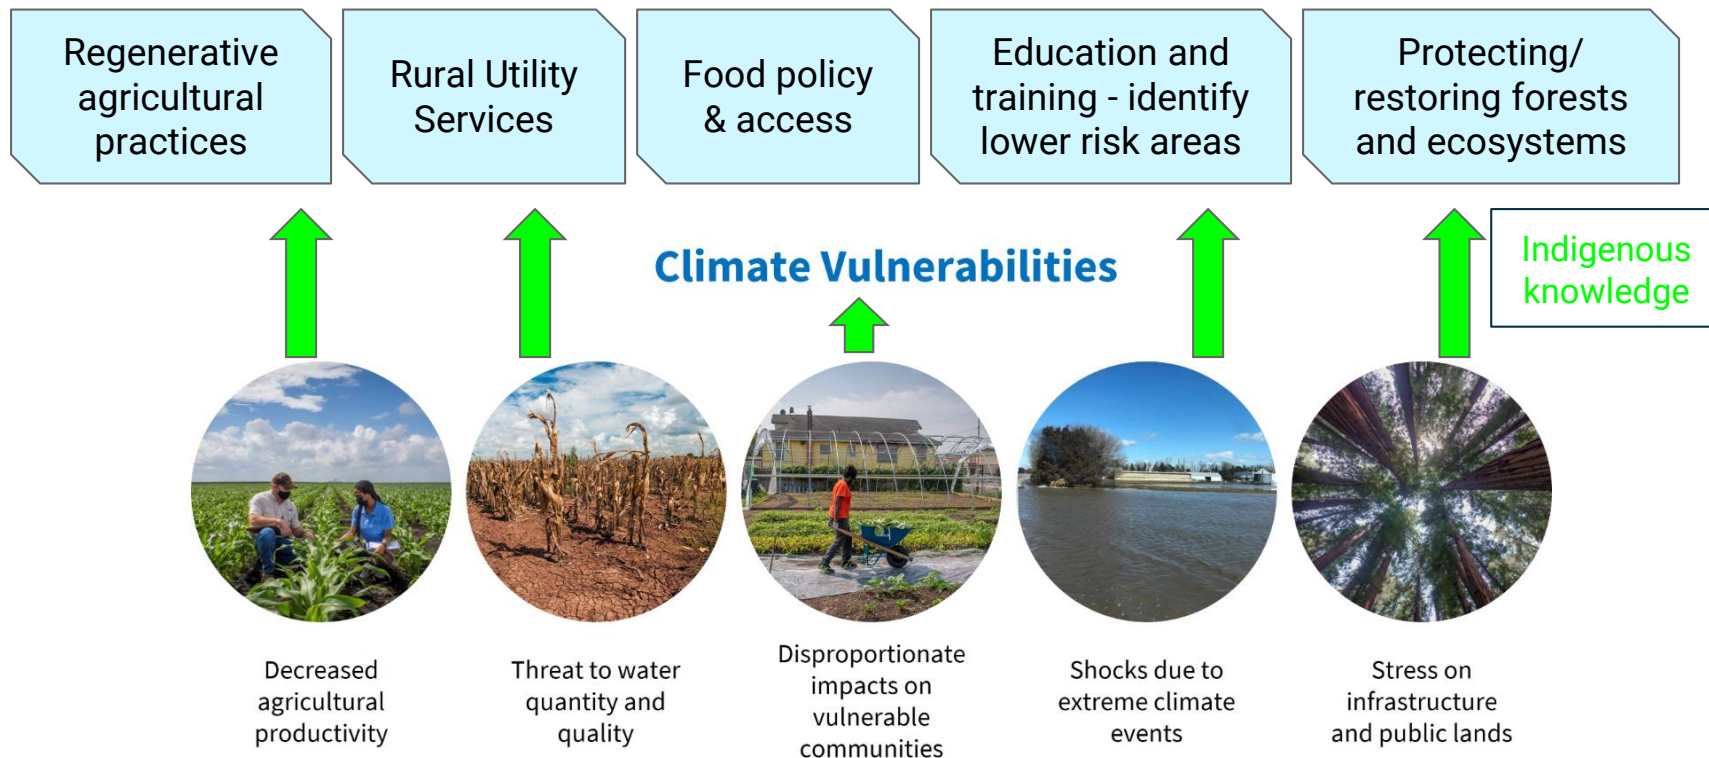 Regenerative
agricultural
practices
Rural Utility
Services
Food policy
& access
Education and
training - identify
lower risk areas
Protecting/
restoring forests
and ecosystems
Indigenous
knowledge
Climate Vulnerabilities
Decreased
agricultural
productivity
Threat to water
quantity and
quality
Disproportionate
impacts on
vulnerable
communities
Shocks due to
extreme climate
events
Stress on
infrastructure
and public lands